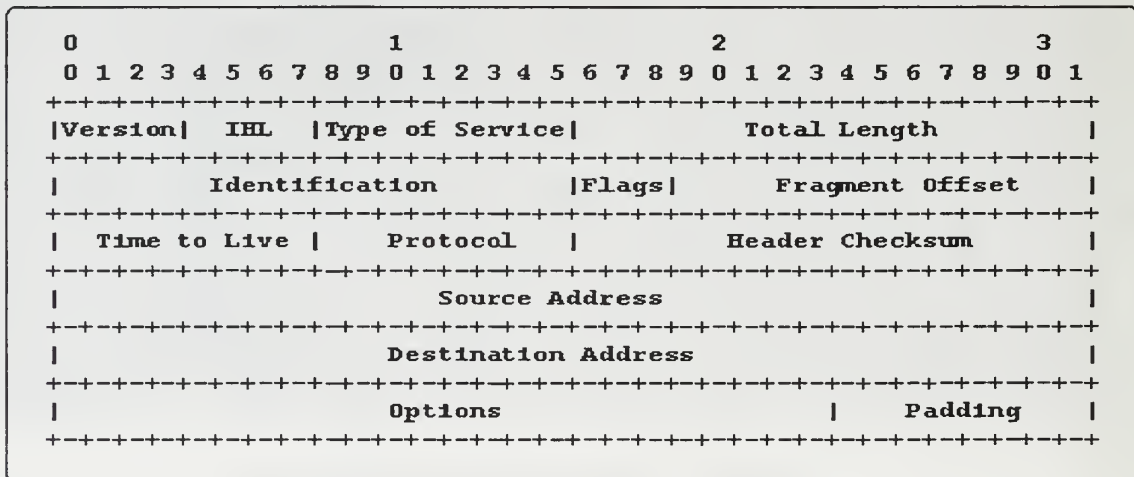 0                   1                   2                   3
0 1 2 3 4 5 6 7 8 9 0 1 2 3 4 5 6 7 8 9 0 1 2 3 4 5 6 7 8 9 0 1
+-+-+-+-+-+-+-+-+-+-+-+-+-+-+-+-+-+-+-+-+-+-+-+-+-+-+-+-+-+-+-+-+
|Version|  IHL  |Type of Service|          Total Length         |
+-+-+-+-+-+-+-+-+-+-+-+-+-+-+-+-+-+-+-+-+-+-+-+-+-+-+-+-+-+-+-+-+
|         Identification        |Flags|      Fragment Offset    |
+-+-+-+-+-+-+-+-+-+-+-+-+-+-+-+-+-+-+-+-+-+-+-+-+-+-+-+-+-+-+-+-+
|  Time to Live |    Protocol   |         Header Checksum       |
+-+-+-+-+-+-+-+-+-+-+-+-+-+-+-+-+-+-+-+-+-+-+-+-+-+-+-+-+-+-+-+-+
|                       Source Address                          |
+-+-+-+-+-+-+-+-+-+-+-+-+-+-+-+-+-+-+-+-+-+-+-+-+-+-+-+-+-+-+-+-+
|                    Destination Address                        |
+-+-+-+-+-+-+-+-+-+-+-+-+-+-+-+-+-+-+-+-+-+-+-+-+-+-+-+-+-+-+-+-+
|                    Options                    |    Padding    |
+-+-+-+-+-+-+-+-+-+-+-+-+-+-+-+-+-+-+-+-+-+-+-+-+-+-+-+-+-+-+-+-+